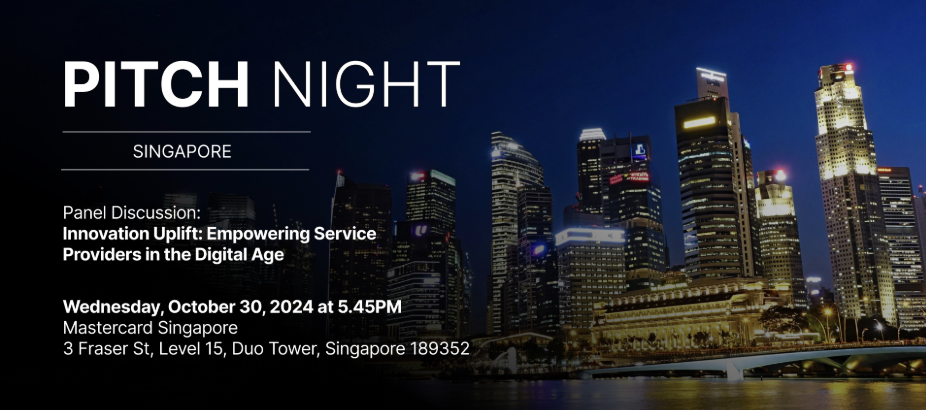 PITCH NIGHT
SINGAPORE
Panel Discussion:
Innovation Uplift: Empowering Service
Providers in the Digital Age
Wednesday, October 30, 2024 at 5.45PM
Mastercard Singapore
3 Fraser St, Level 15, Duo Tower, Singapore 189352